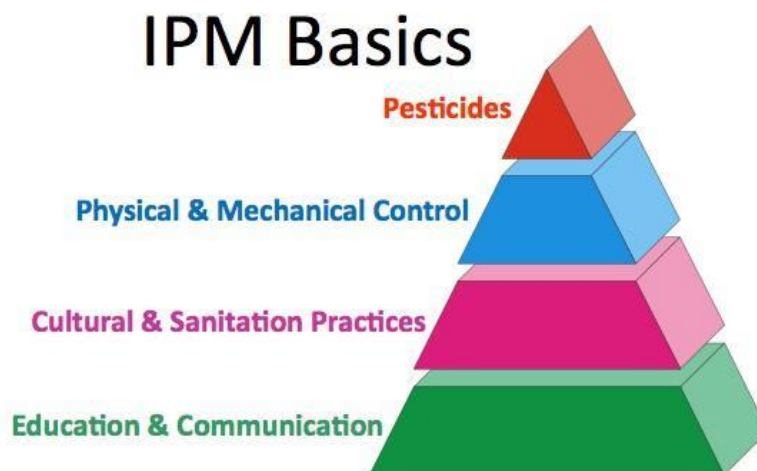 IPM Basics
Pesticides
Physical & Mechanical Control
Cultural & Sanitation Practices
Education & Communication